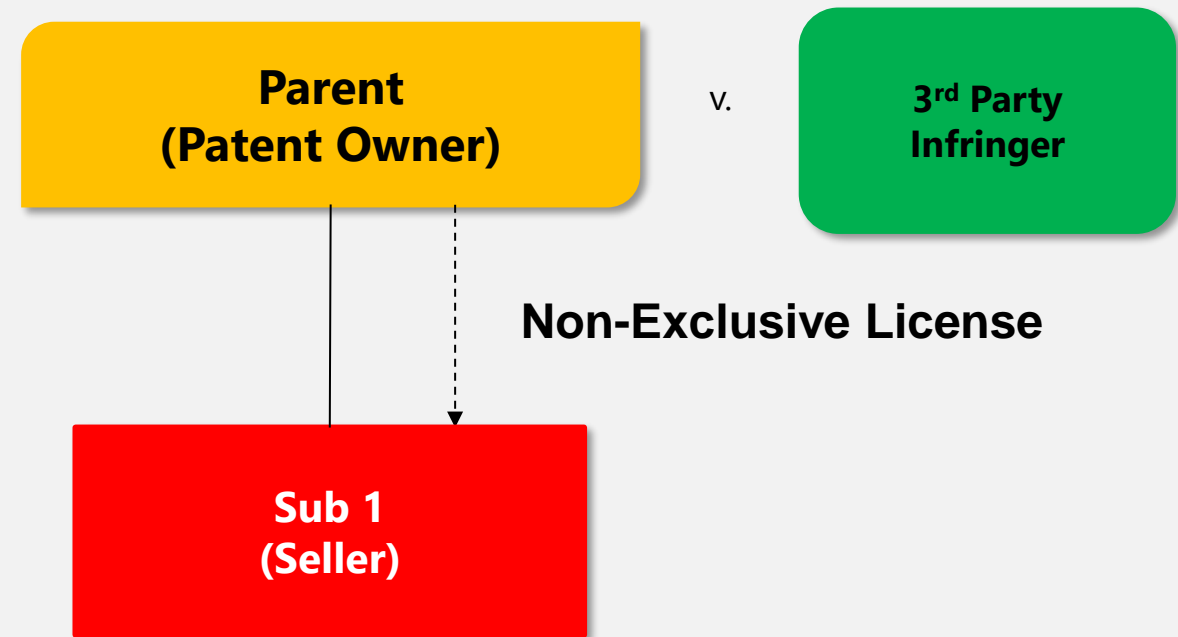 Parent
(Patent Owner)
v.
3rd Party
Infringer
Non-Exclusive License
Sub 1
(Seller)